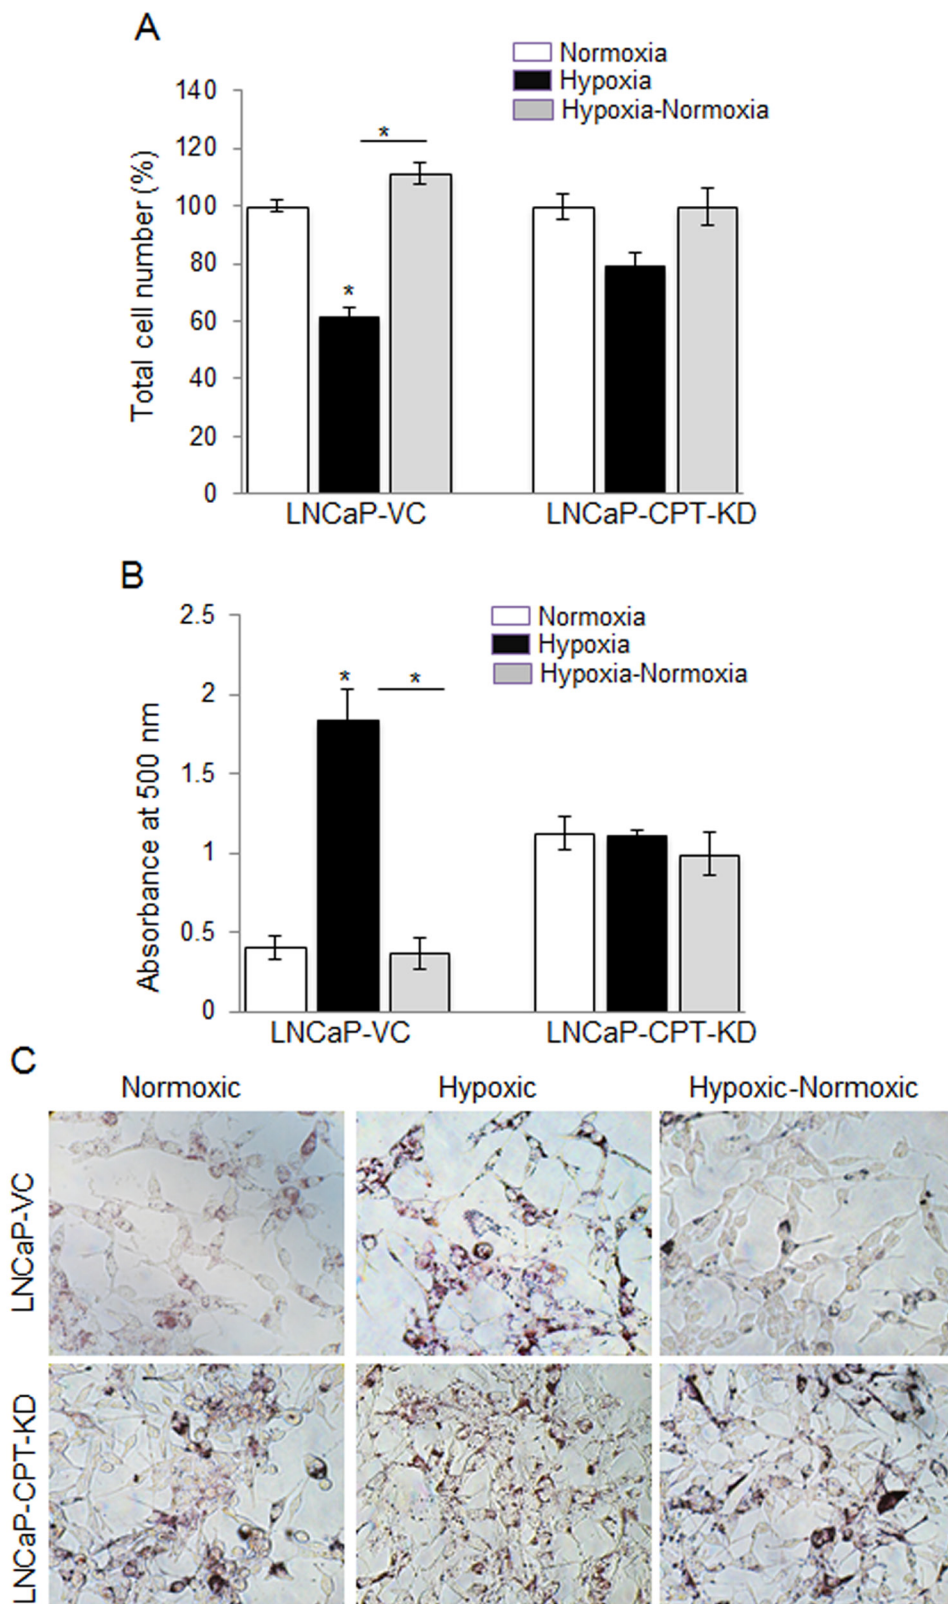 A
Normoxia
Hypoxia
Hypoxia-Normoxia
Total cell number (%)
140
120
100
80
60
40
20
0
*
*
LNCaP-VC
LNCaP-CPT-KD
B
Normoxia
Hypoxia
Hypoxia-Normoxia
Absorbance at 500 nm
2.5
2
1.5
1
0.5
0
*
*
LNCaP-VC
LNCaP-CPT-KD
C
Normoxic
Hypoxic
Hypoxic-Normoxic
LNCaP-VC
LNCaP-CPT-KD